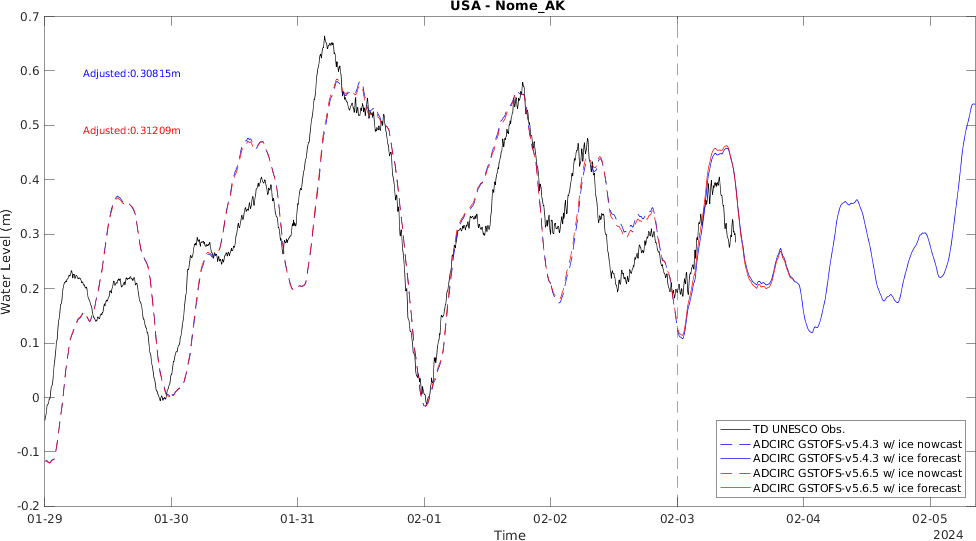 USA - Nome_AK
0.7
0.6
0.5
0.4
0.3
0.2
0.1
0
-0.1
-0.2
Water Level (m)
Adjusted:0.30815m
Adjusted:0.31209m
TD UNESCO Obs.
ADCIRC GSTOFS-v5.4.3 w/ ice nowcast
ADCIRC GSTOFS-v5.4.3 w/ ice forecast
ADCIRC GSTOFS-v5.6.5 w/ ice nowcast
ADCIRC GSTOFS-v5.6.5 w/ ice forecast
01-29 01-30 01-31 02-01 02-02 02-03 02-04 02-05
Time
2024